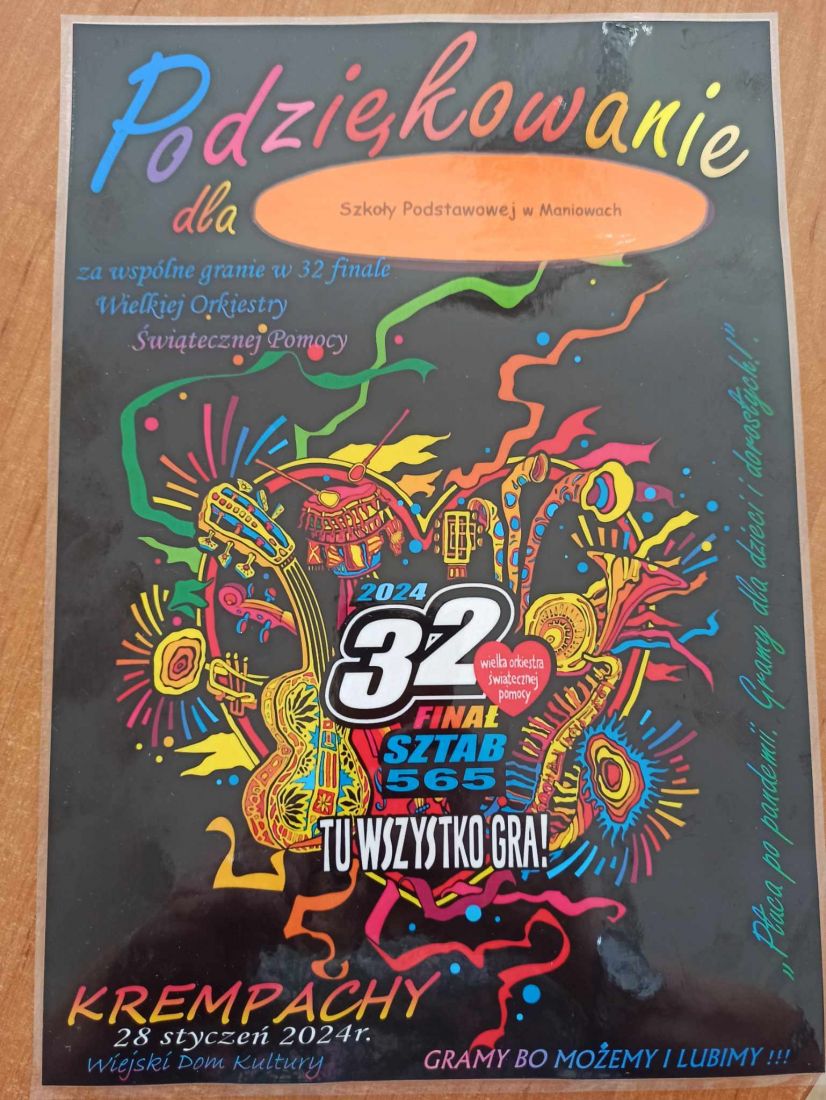 Podziękowanie
dla
Szkoły Podstawowej w Maniowach
za wspólne granie w 32 finale
Wielkiej Orkiestry
Świątecznej Pomocy
2024
32
wielka orkiestra
świątecznej
pomocy
FINAŁ
SZTAB
565
TU WSZYSTKO GRA!
„Płuca po pandemii. Gramy dla dzieci i dorosłych!".
KREMPACHY
28 styczeń 2024r.
Wiejski Dom Kultury
GRAMY BO MOŻEMY I LUBIMY !!!